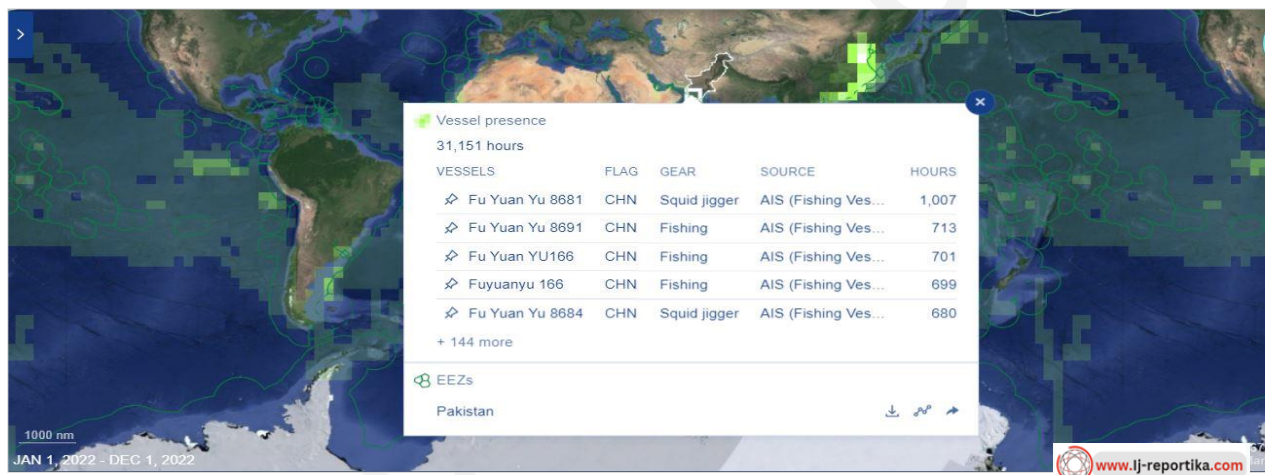 Vessel presence
31,151 hours
VESSELS FLAG GEAR SOURCE HOURS
Fu Yuan Yu 8681 CHN Squid jigger AIS (Fishing Ves... 1,007
Fu Yuan Yu 8691 CHN Fishing AIS (Fishing Ves... 713
Fu Yuan YU166 CHN Fishing AIS (Fishing Ves... 701
Fuyuanyu 166 CHN Fishing AIS (Fishing Ves... 699
Fu Yuan Yu 8684 CHN Squid jigger AIS (Fishing Ves... 680
+ 144 more
EEZs
Pakistan
1000 nm
JAN 1, 2022 - DEC 1, 2022
www.lj-reportika.com